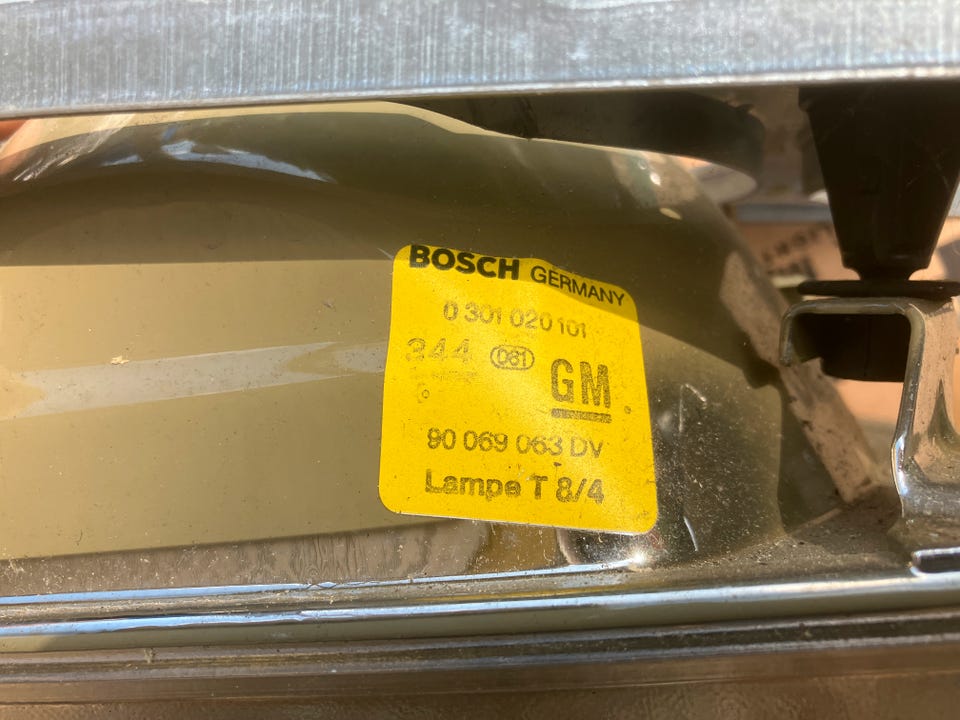 BOSCH GERMANY
0 301 020 101
344 081
GM
90 069 063 DV
Lampe T 8/4